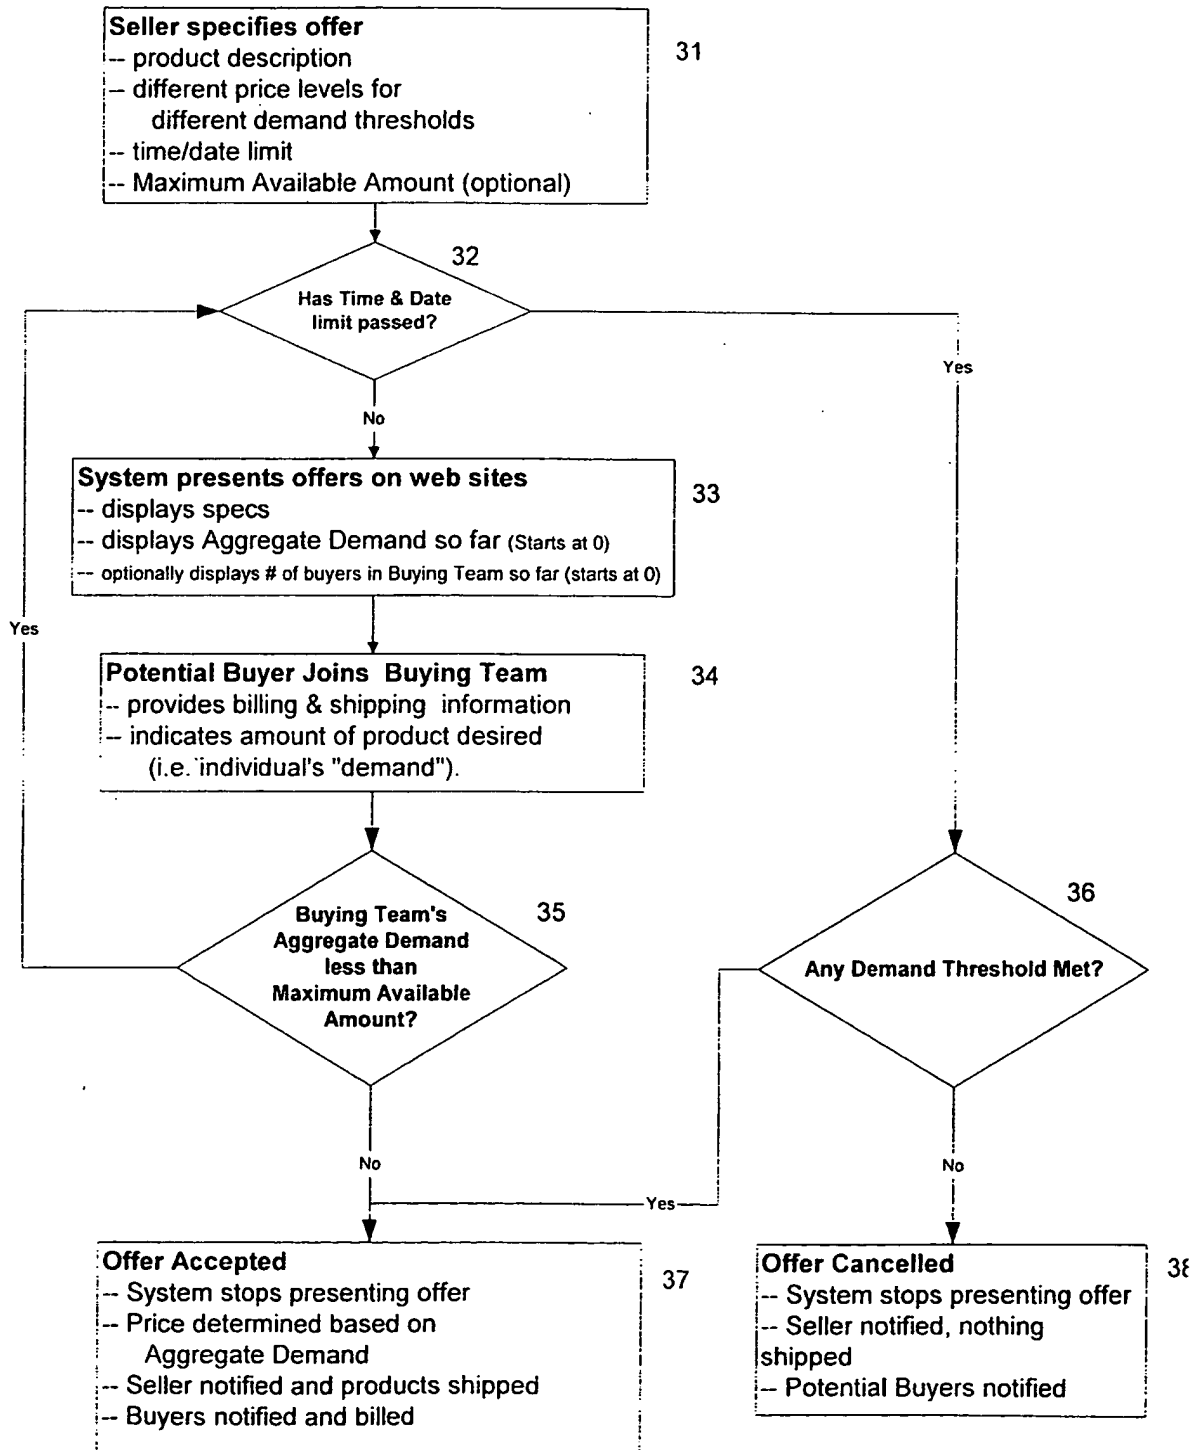 Seller specifies offer
-- product description
-- different price levels for
different demand thresholds
-- time/date limit
-- Maximum Available Amount (optional)
31
32
Has Time & Date
limit passed?
Yes
No
System presents offers on web sites
-- displays specs
-- displays Aggregate Demand so far (Starts at 0)
-- optionally displays # of buyers in Buying Team so far (starts at 0)
33
Yes
Potential Buyer Joins Buying Team
-- provides billing & shipping information
-- indicates amount of product desired
(i.e. individual's "demand").
34
Buying Team's
Aggregate Demand
less than
Maximum Available
Amount?
35
36
Any Demand Threshold Met?
No
No
Yes
Offer Accepted
-- System stops presenting offer
-- Price determined based on
Aggregate Demand
-- Seller notified and products shipped
-- Buyers notified and billed
37
Offer Cancelled
-- System stops presenting offer
-- Seller notified, nothing
shipped
-- Potential Buyers notified
38